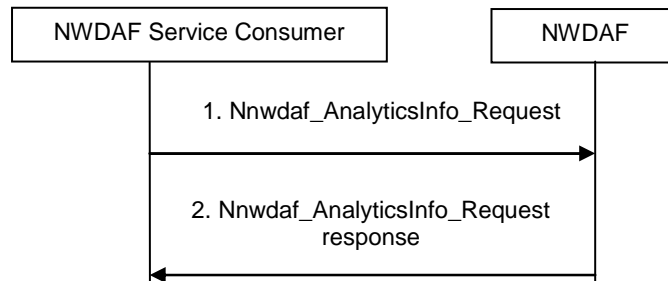 NWDAF Service Consumer
NWDAF
1. Nnwdaf_AnalyticsInfo_Request
2. Nnwdaf_AnalyticsInfo_Request
response